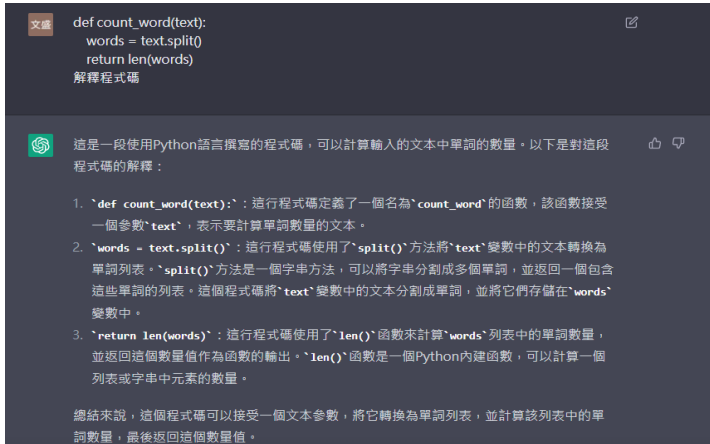 文盛
def count_word(text):
words = text.split()
return len(words)
解釋程式碼
這是一段使用Python語言撰寫的程式碼，可以計算輸入的文本中單詞的數量。以下是對這段
程式碼的解釋：
1. `def count_word(text):`：這行程式碼定義了一個名為`count_word`的函數，該函數接受
一個參數`text`，表示要計算單詞數量的文本。
2. `words = text.split()`：這行程式碼使用了`split()`方法將`text`變數中的文本轉換為
單詞列表。`split()`方法是一個字串方法，可以將字串分割成多個單詞，並返回一個包含
這些單詞的列表。這個程式碼將`text`變數中的文本分割成單詞，並將它們存儲在`words`
變數中。
3. `return len(words)`：這行程式碼使用了`len()`函數來計算`words`列表中的單詞數量，
並返回這個數量值作為函數的輸出。`len()`函數是一個Python內建函數，可以計算一個
列表或字串中元素的數量。
總結來說，這個程式碼可以接受一個文本參數，將它轉換為單詞列表，並計算該列表中的單
詞數量，最後返回這個數量值。